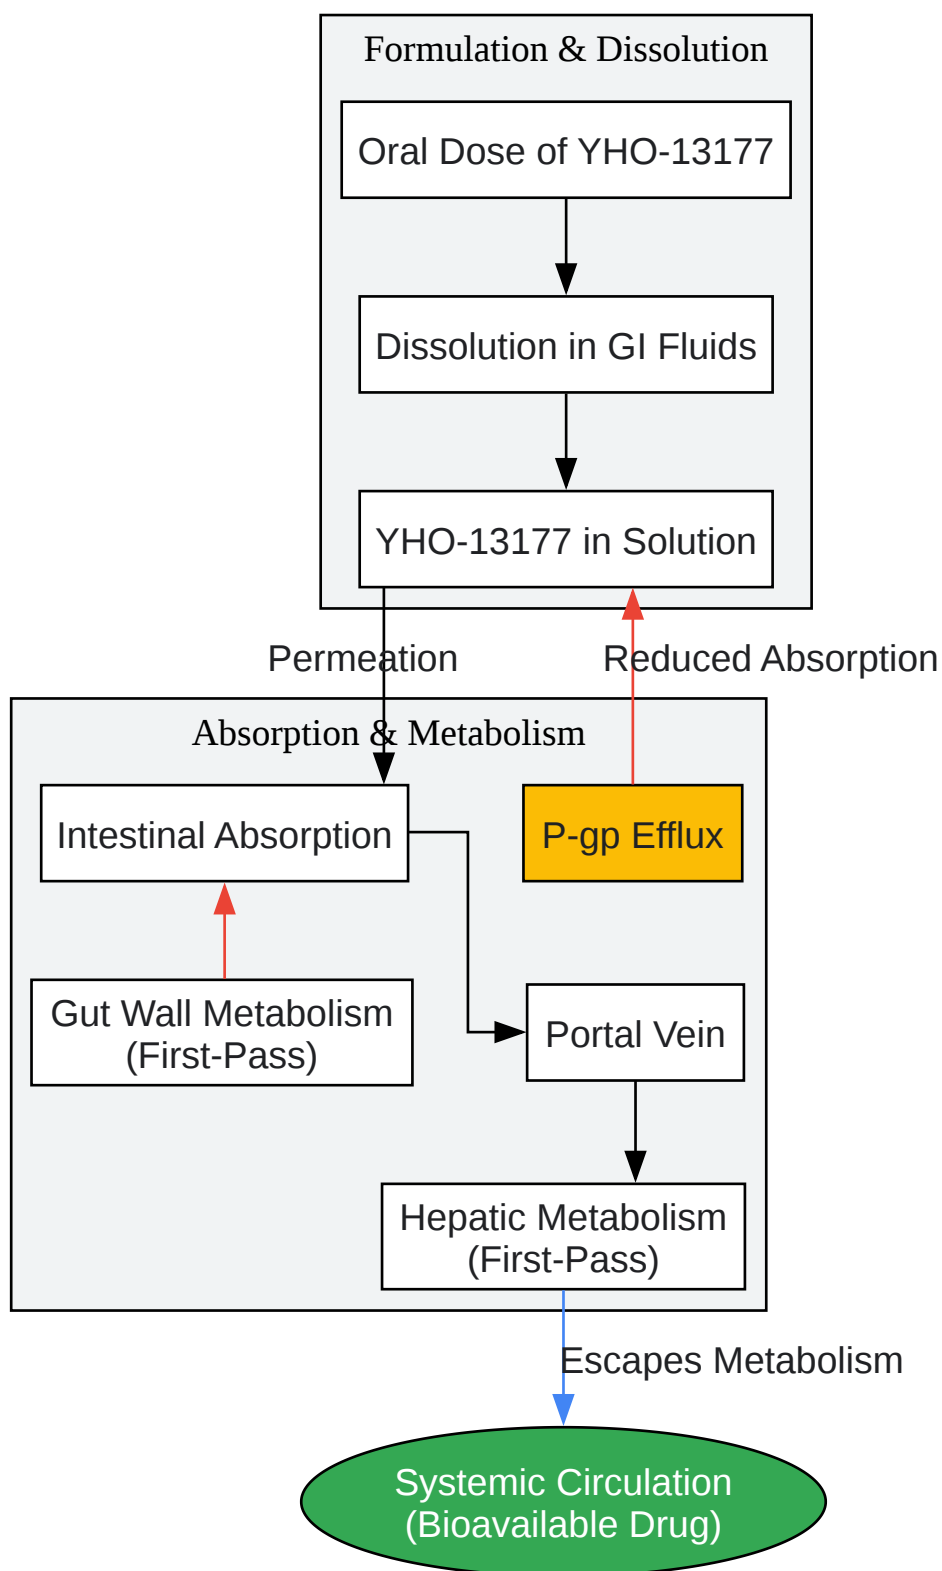 Formulation & Dissolution
Oral Dose of YHO-13177
Dissolution in GI Fluids
YHO-13177 in Solution
Permeation
Reduced Absorption
Absorption & Metabolism
Intestinal Absorption
P-gp Efflux
Gut Wall Metabolism
(First-Pass)
Portal Vein
Hepatic Metabolism
(First-Pass)
Escapes Metabolism
Systemic Circulation
(Bioavailable Drug)